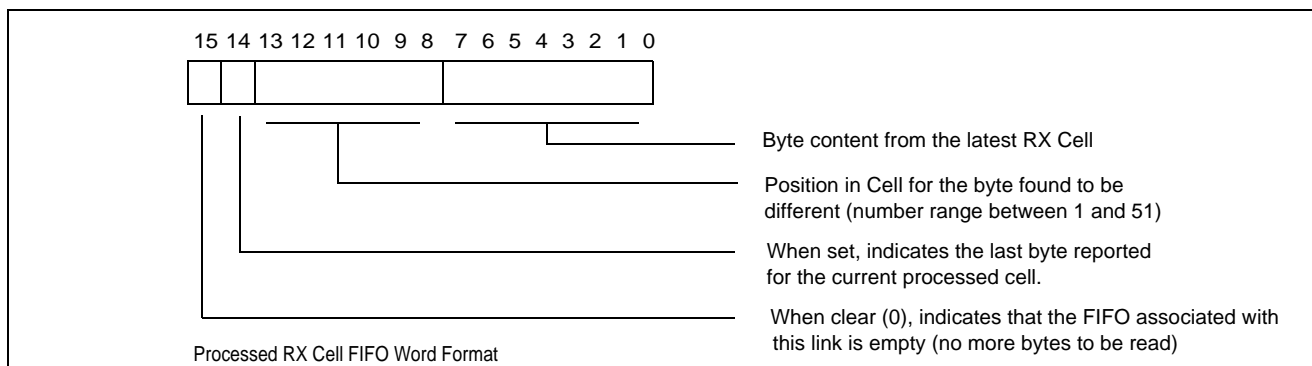 15 14 13 12 11 10 9 8 7 6 5 4 3 2 1 0
Byte content from the latest RX Cell
Position in Cell for the byte found to be
different (number range between 1 and 51)
When set, indicates the last byte reported
for the current processed cell.
When clear (0), indicates that the FIFO associated with
this link is empty (no more bytes to be read)
Processed RX Cell FIFO Word Format